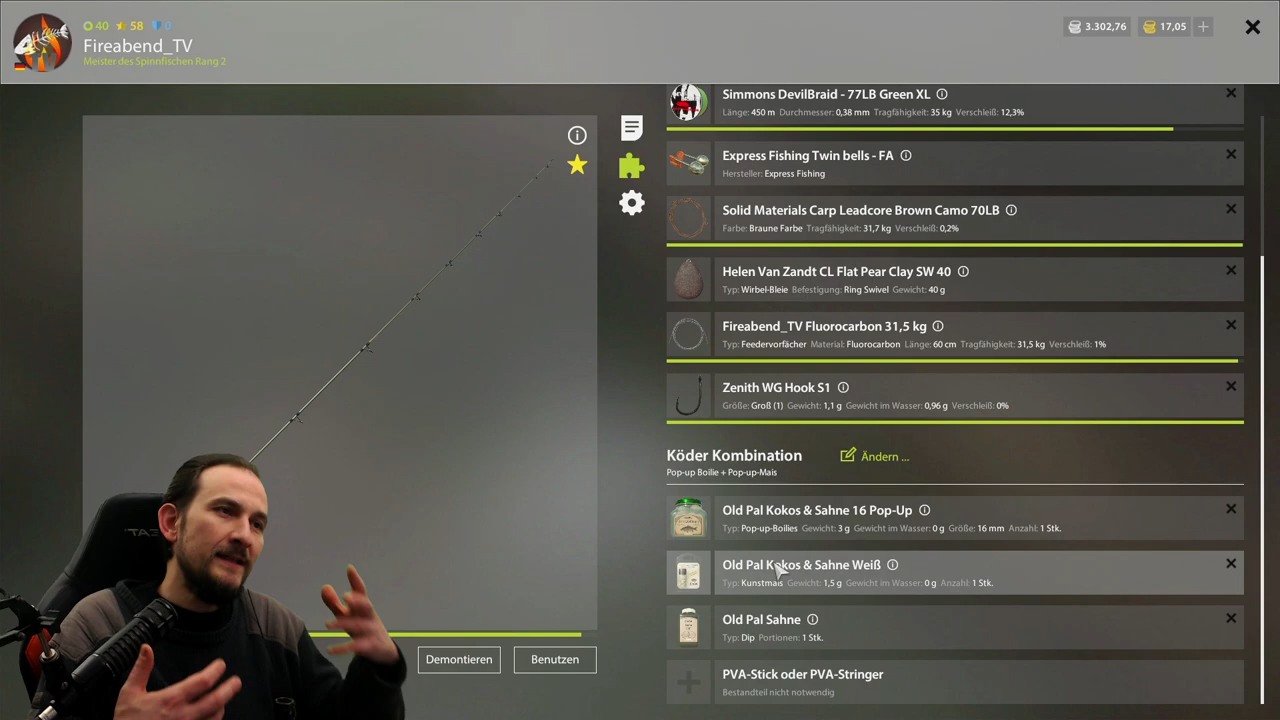 40 58 0
Fireabend_TV
Meister des Spinnfischen Rang 2
3.302,76 17,05
Simmons DevilBraid - 77LB Green XL
Länge: 450 m Durchmesser: 0,38 mm Tragfähigkeit: 35 kg Verschleiß: 12,3%
Express Fishing Twin bells - FA
Hersteller: Express Fishing
Solid Materials Carp Leadcore Brown Camo 70LB
Farbe: Braune Farbe Tragfähigkeit: 31,7 kg Verschleiß: 0,2%
Helen Van Zandt CL Flat Pear Clay SW 40
Typ: Wirbel-Bleie Befestigung: Ring Swivel Gewicht: 40 g
Fireabend_TV Fluorocarbon 31,5 kg
Typ: Feedervorfächer Material: Fluorocarbon Länge: 60 cm Tragfähigkeit: 31,5 kg Verschleiß: 1%
Zenith WG Hook S1
Größe: Groß (1) Gewicht: 1,1 g Gewicht im Wasser: 0,96 g Verschleiß: 0%
Köder Kombination Ändern ...
Pop-up Boilie + Pop-up-Mais
Old Pal Kokos & Sahne 16 Pop-Up
Typ: Pop-up-Boilies Gewicht: 3 g Gewicht im Wasser: 0 g Größe: 16 mm Anzahl: 1 Stk.
Old Pal Kokos & Sahne Weiß
Typ: Kunstmais Gewicht: 1,5 g Gewicht im Wasser: 0 g Anzahl: 1 Stk.
Old Pal Sahne
Typ: Dip Portionen: 1 Stk.
PVA-Stick oder PVA-Stringer
Bestandteil nicht notwendig
Demontieren Benutzen